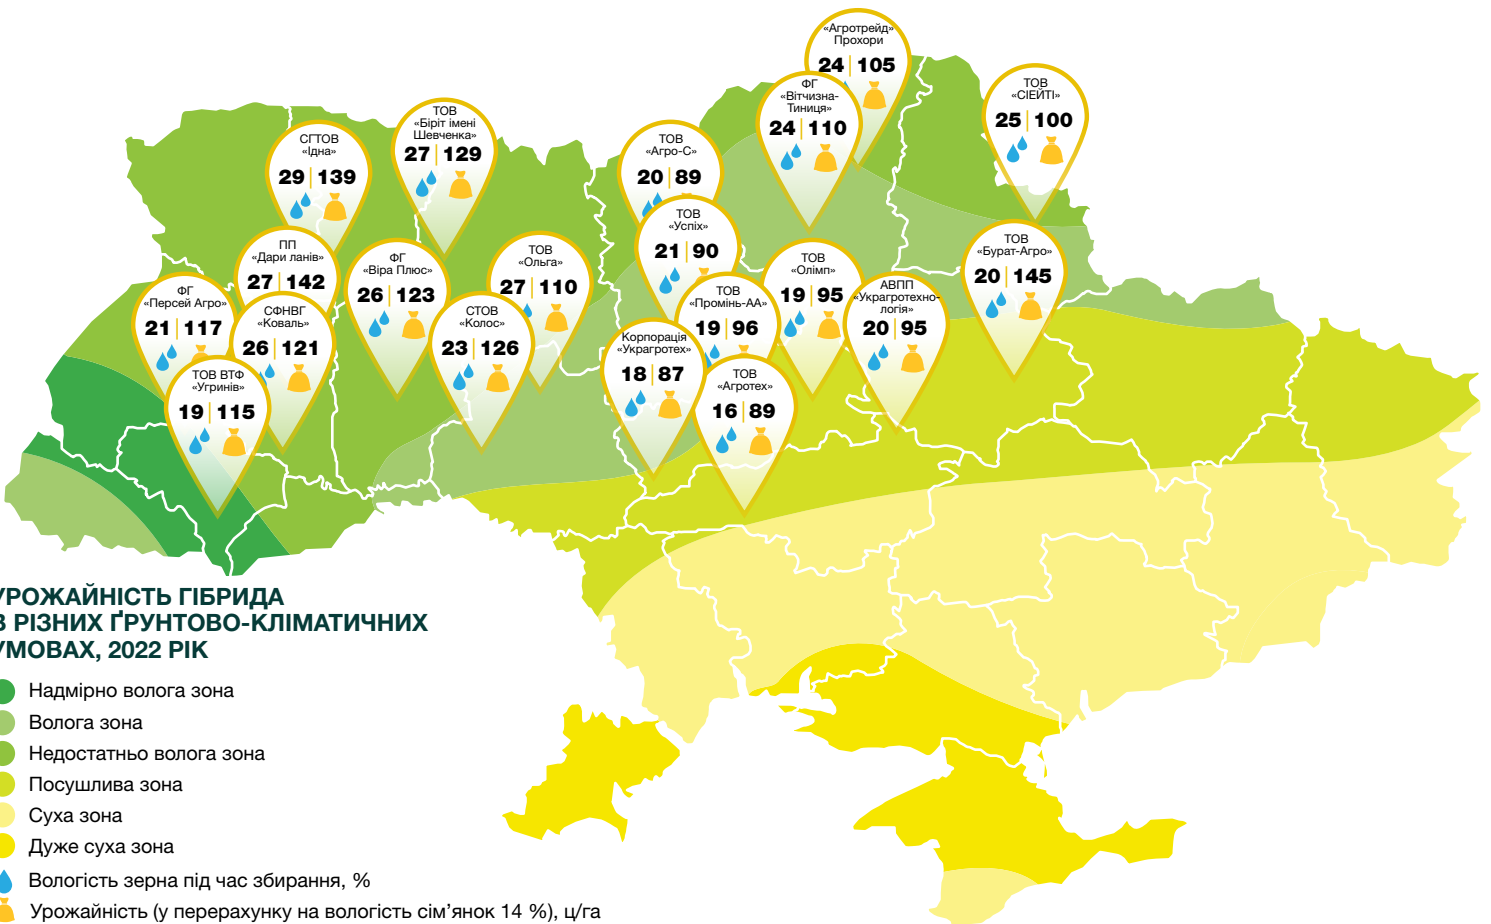 «Агротрейд»
Прохори
24 105
ФГ
«Вітчизна-
Тиниця»
24 110
ТОВ
«СІЕЙТІ»
25 100
ТОВ
«Біріт імені
Шевченка»
27 129
СГТОВ
«Ідна»
29 139
ТОВ
«Агро-С»
20 89
ТОВ
«Успіх»
21 90
ПП
«Дари ланів»
27 142
ФГ
«Віра Плюс»
26 123
ТОВ
«Ольга»
27 110
ТОВ
«Олімп»
19 95
ТОВ
«Бурат-Агро»
20 145
ФГ
«Персей Агро»
21 117
СФНВГ
«Коваль»
26 121
СТОВ
«Колос»
23 126
ТОВ
«Промінь-АА»
19 96
АВПП
«Украгротехно-
логія»
20 95
Корпорація
«Украгротех»
18 87
ТОВ ВТФ
«Угринів»
19 115
ТОВ
«Агротех»
16 89
УРОЖАЙНІСТЬ ГІБРИДА
В РІЗНИХ ҐРУНТОВО-КЛІМАТИЧНИХ
УМОВАХ, 2022 РІК
Надмірно волога зона
Волога зона
Недостатньо волога зона
Посушлива зона
Суха зона
Дуже суха зона
Вологість зерна під час збирання, %
Урожайність (у перерахунку на вологість сім’янок 14 %), ц/га